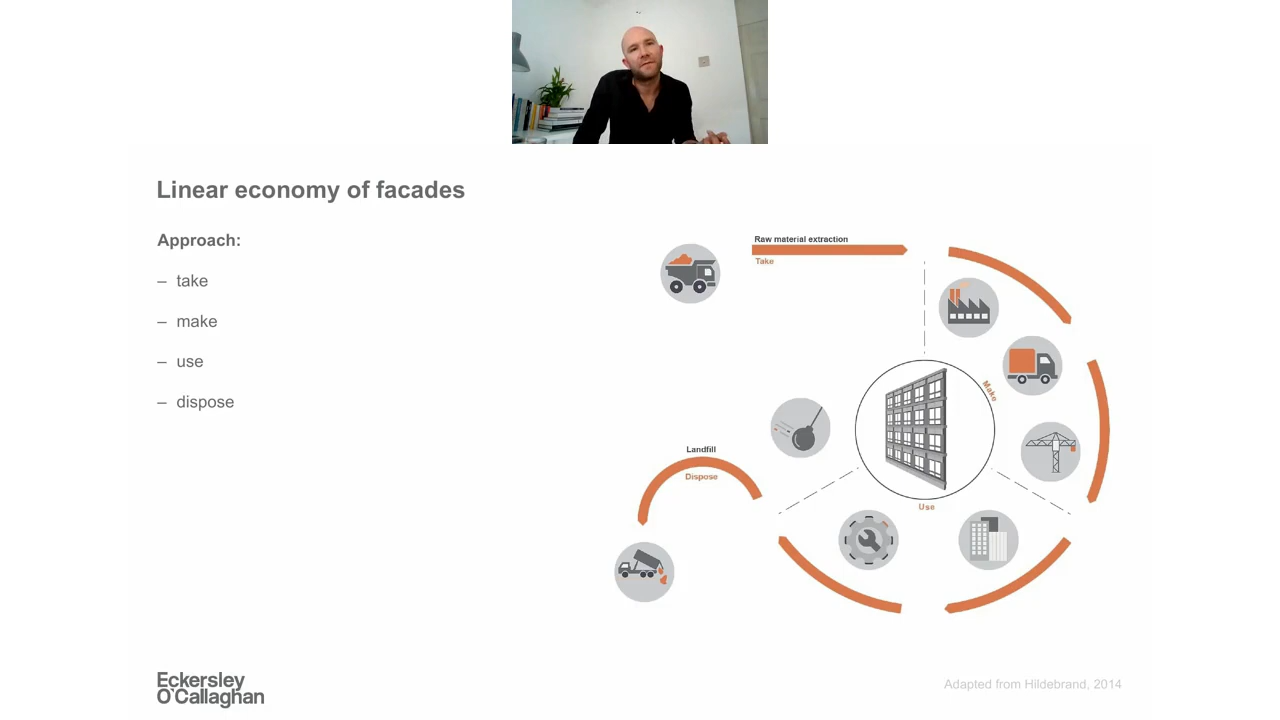 Linear economy of facades
Approach:
– take
– make
– use
– dispose
Raw material extraction
Take
Make
Landfill
Dispose
Use
Eckersley
O'Callaghan
Adapted from Hildebrand, 2014